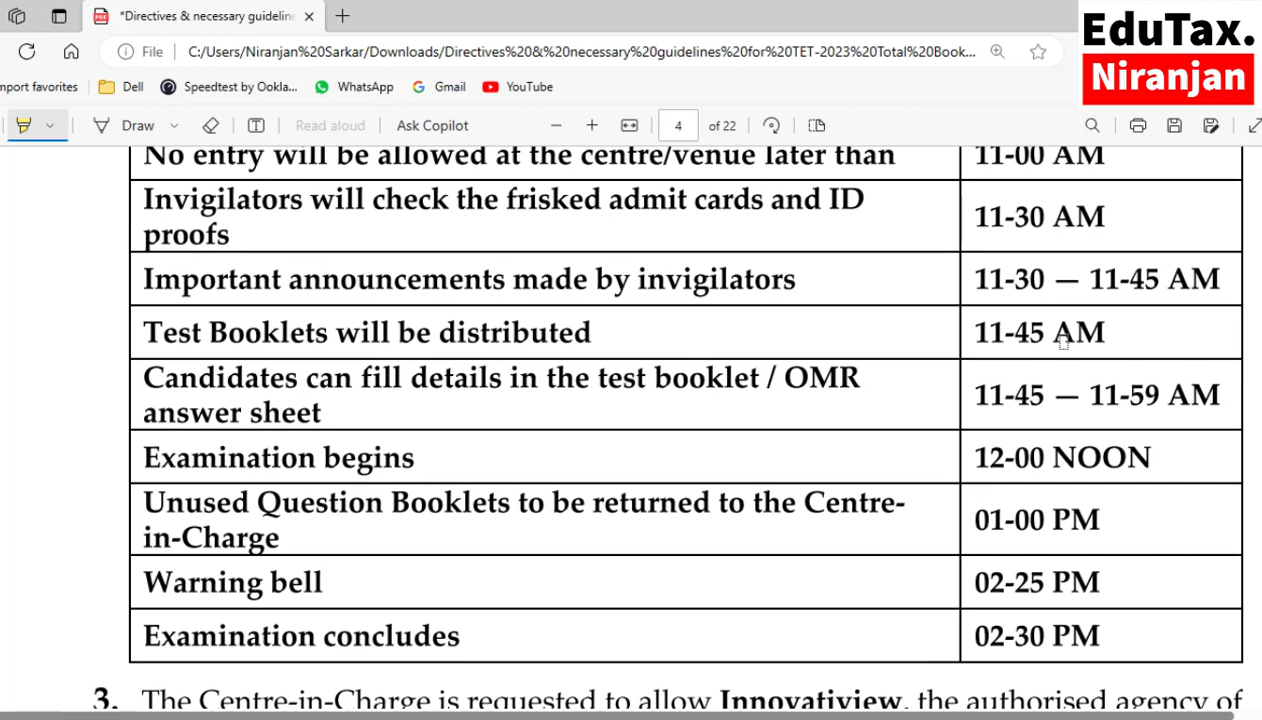 *Directives & necessary guidelin
EduTax.
Niranjan
File
C:/Users/Niranjan%20Sarkar/Downloads/Directives%20&%20necessary%20guidelines%20for%20TET-2023%20Total%20Book...
mport favorites Dell Speedtest by Ookla... WhatsApp Gmail YouTube
Draw Read aloud Ask Copilot 4 of 22
No entry will be allowed at the centre/venue later than 11-00 AM
Invigilators will check the frisked admit cards and ID
proofs
11-30 AM
Important announcements made by invigilators 11-30 — 11-45 AM
Test Booklets will be distributed 11-45 AM
Candidates can fill details in the test booklet / OMR
answer sheet
11-45 — 11-59 AM
Examination begins 12-00 NOON
Unused Question Booklets to be returned to the Centre-
in-Charge
01-00 PM
Warning bell 02-25 PM
Examination concludes 02-30 PM
3. The Centre-in-Charge is requested to allow Innovatiview, the authorised agency of